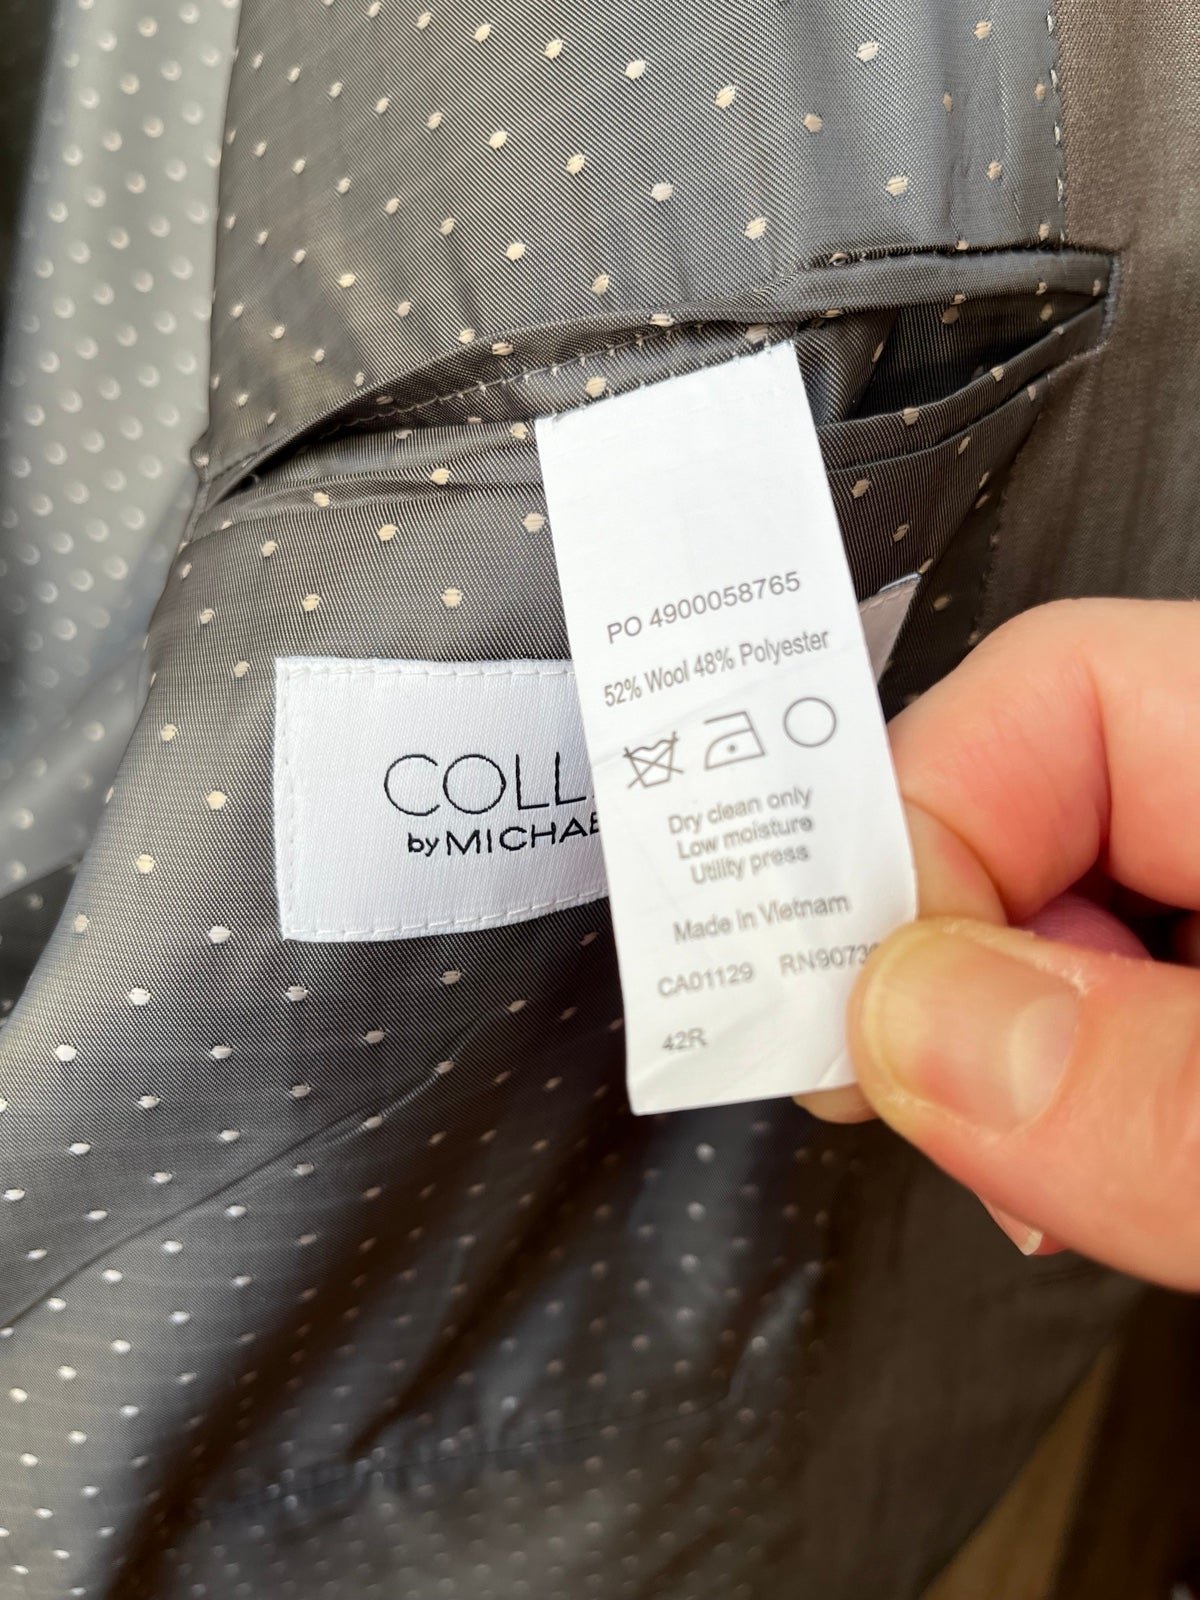 PO 4900058765
52% Wool 48% Polyester
COLL
by MICHAE
Dry clean only
Low moisture
Utility press
Made in Vietnam
CA01129 RN9073
42R